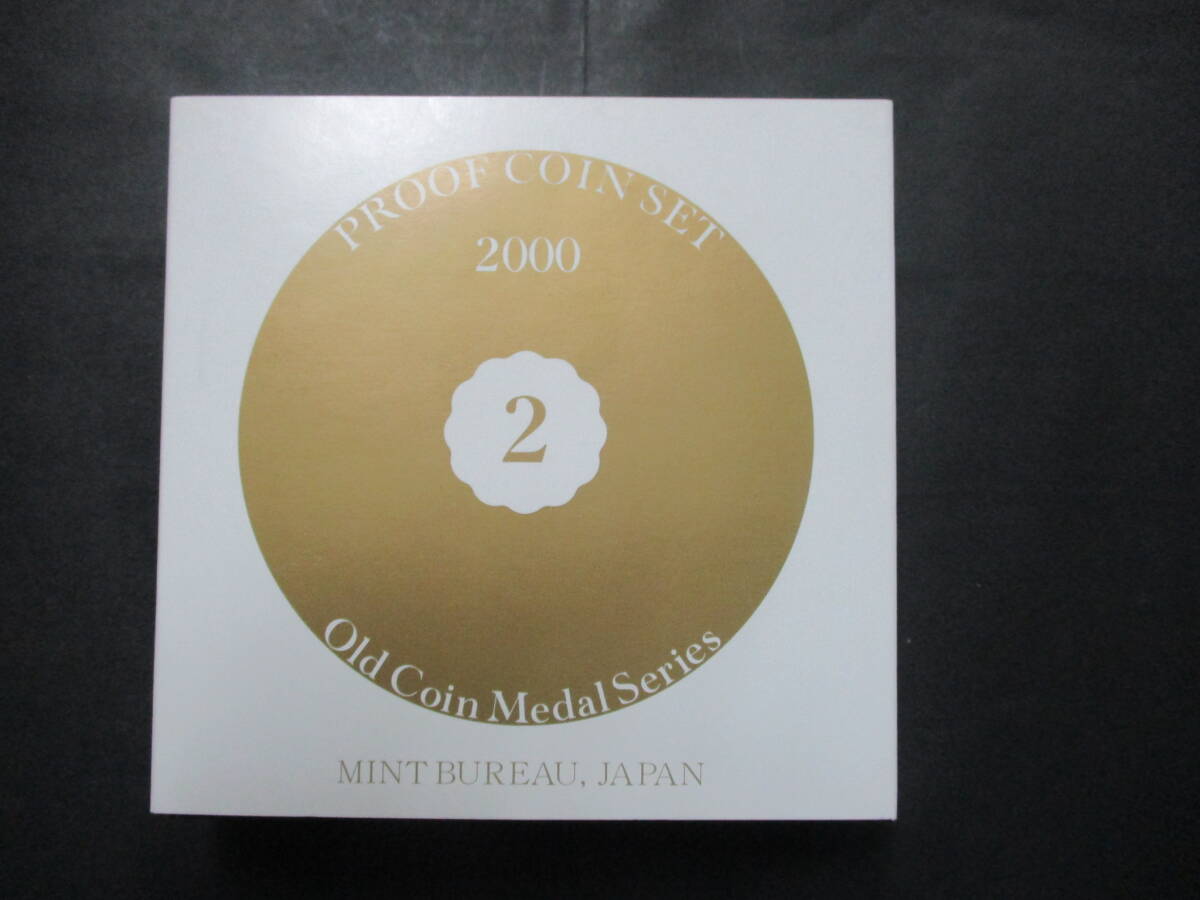 PROOF COIN SET
2000
2
Old Coin Medal Series
MINT BUREAU, JAPAN